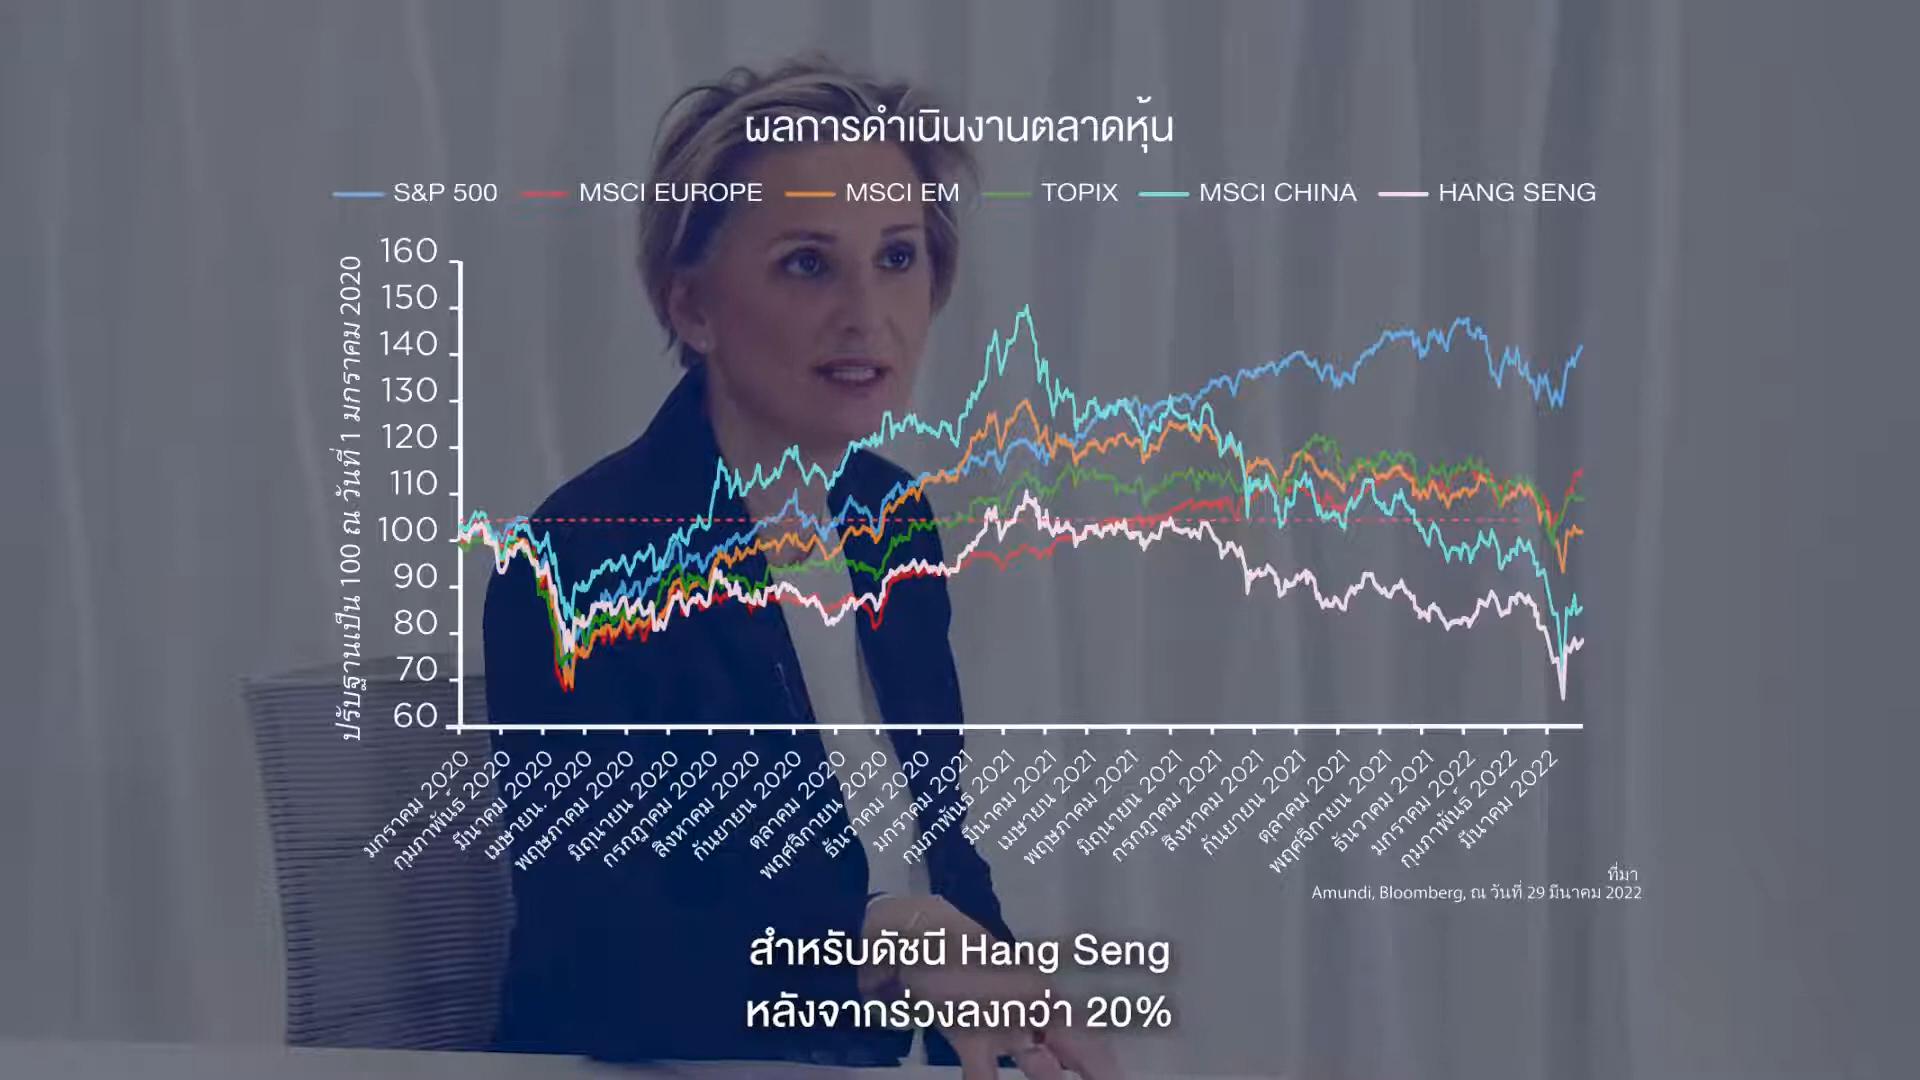 ผลการดำเนินงานตลาดหุ้น
S&P 500 MSCI EUROPE MSCI EM TOPIX MSCI CHINA HANG SENG
ปรับฐานเป็น 100 ณ วันที่ 1 มกราคม 2020
160
150
140
130
120
110
100
90
80
70
60
มกราคม 2020
กุมภาพันธ์ 2020
มีนาคม 2020
เมษายน. 2020
พฤษภาคม 2020
มิถุนายน 2020
กรกฎาคม 2020
สิงหาคม 2020
กันยายน 2020
ตุลาคม 2020
พฤศจิกายน 2020
ธันวาคม 2020
มกราคม 2021
กุมภาพันธ์ 2021
มีนาคม 2021
เมษายน 2021
พฤษภาคม 2021
มิถุนายน 2021
กรกฎาคม 2021
สิงหาคม 2021
กันยายน 2021
ตุลาคม 2021
พฤศจิกายน 2021
ธันวาคม 2021
มกราคม 2022
กุมภาพันธ์ 2022
มีนาคม 2022
ที่มา
Amundi, Bloomberg, ณ วันที่ 29 มีนาคม 2022
สำหรับดัชนี Hang Seng
หลังจากร่วงลงกว่า 20%